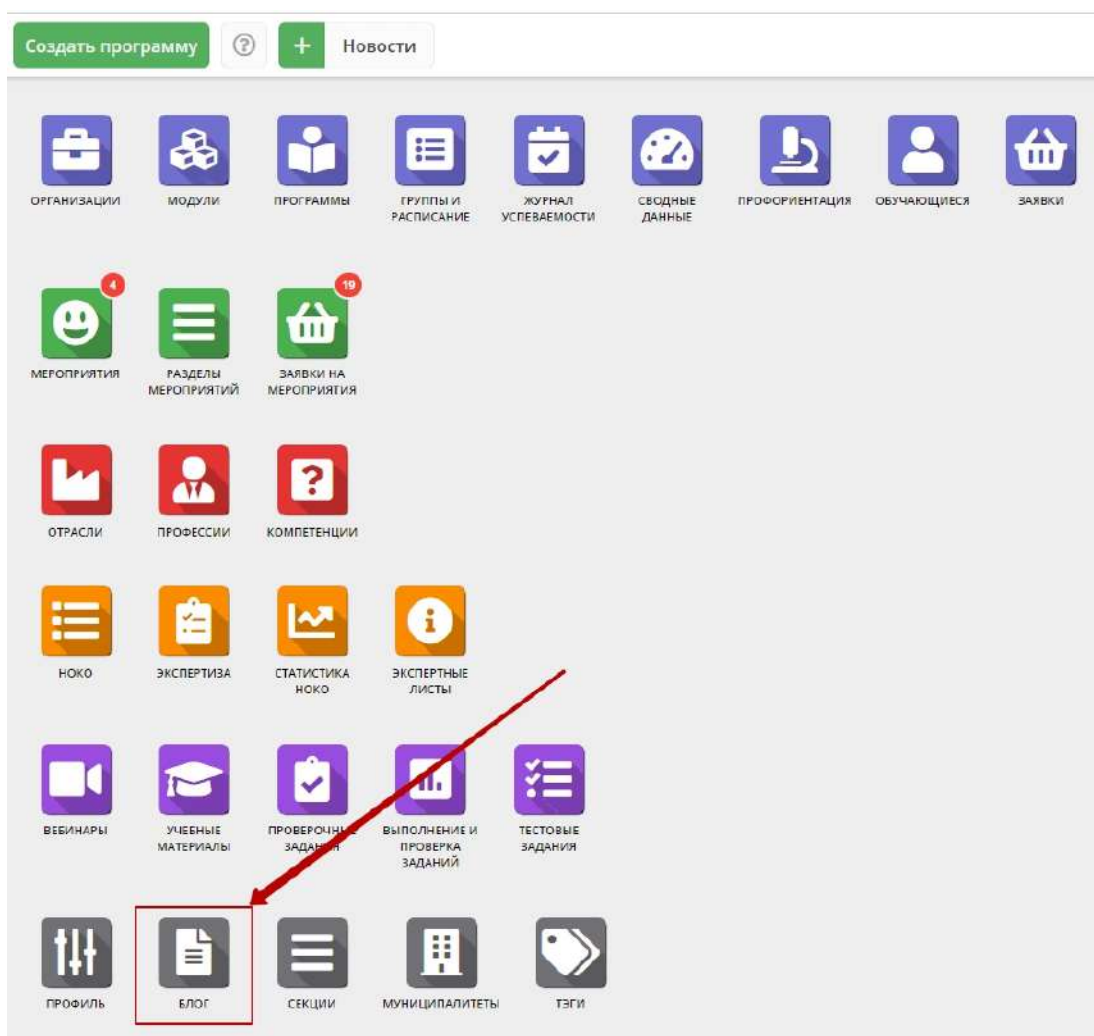 Создать программу ? + Новости
ОРГАНИЗАЦИИ
МОДУЛИ
ПРОГРАММЫ
ГРУППЫ И
РАСПИСАНИЕ
ЖУРНАЛ
УСПЕВАЕМОСТИ
СВОДНЫЕ
ДАННЫЕ
ПРОФОРИЕНТАЦИЯ
ОБУЧАЮЩИЕСЯ
ЗАЯВКИ
4
МЕРОПРИЯТИЯ
РАЗДЕЛЫ
МЕРОПРИЯТИЙ
19
ЗАЯВКИ НА
МЕРОПРИЯТИЯ
ОТРАСЛИ
ПРОФЕССИИ
?
КОМПЕТЕНЦИИ
НОКО
ЭКСПЕРТИЗА
СТАТИСТИКА
НОКО
i
ЭКСПЕРТНЫЕ
ЛИСТЫ
ВЕБИНАРЫ
УЧЕБНЫЕ
МАТЕРИАЛЫ
ПРОВЕРОЧНЫЕ
ЗАДАНИЯ
ВЫПОЛНЕНИЕ И
ПРОВЕРКА
ЗАДАНИЙ
ТЕСТОВЫЕ
ЗАДАНИЯ
ПРОФИЛЬ
БЛОГ
СЕКЦИИ
МУНИЦИПАЛИТЕТЫ
ТЭГИ